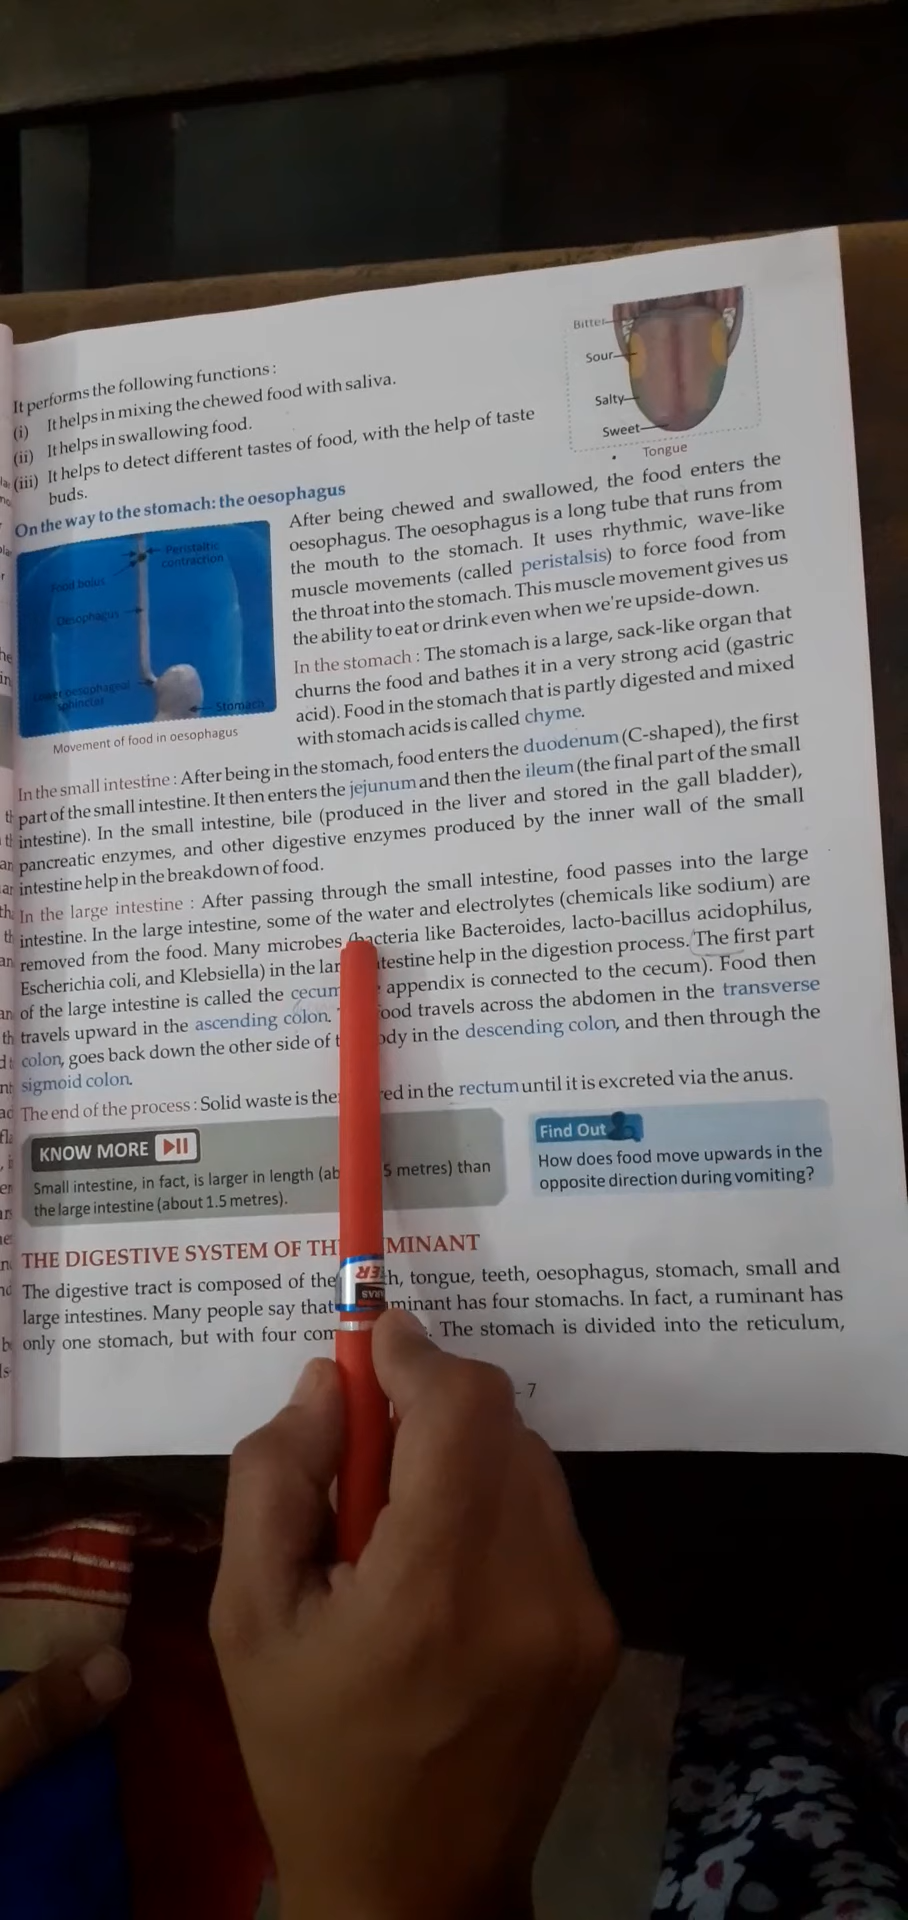 Bitter
Sour
Salty
Sweet
Tongue
It performs the following functions :
(i) It helps in mixing the chewed food with saliva.
(ii) It helps in swallowing food.
(iii) It helps to detect different tastes of food, with the help of taste
buds.
On the way to the stomach: the oesophagus
Peristaltic
contraction
Food bolus
Oesophagus
Lower oesophageal
sphincter
Stomach
Movement of food in oesophagus
After being chewed and swallowed, the food enters the
oesophagus. The oesophagus is a long tube that runs from
the mouth to the stomach. It uses rhythmic, wave-like
muscle movements (called peristalsis) to force food from
the throat into the stomach. This muscle movement gives us
the ability to eat or drink even when we're upside-down.
In the stomach : The stomach is a large, sack-like organ that
churns the food and bathes it in a very strong acid (gastric
acid). Food in the stomach that is partly digested and mixed
with stomach acids is called chyme.
In the small intestine : After being in the stomach, food enters the duodenum (C-shaped), the first
part of the small intestine. It then enters the jejunum and then the ileum (the final part of the small
intestine). In the small intestine, bile (produced in the liver and stored in the gall bladder),
pancreatic enzymes, and other digestive enzymes produced by the inner wall of the small
intestine help in the breakdown of food.
In the large intestine : After passing through the small intestine, food passes into the large
intestine. In the large intestine, some of the water and electrolytes (chemicals like sodium) are
removed from the food. Many microbes (bacteria like Bacteroides, lacto-bacillus acidophilus,
Escherichia coli, and Klebsiella) in the lar testine help in the digestion process. The first part
of the large intestine is called the cecum appendix is connected to the cecum). Food then
travels upward in the ascending colon. ood travels across the abdomen in the transverse
colon, goes back down the other side of t ody in the descending colon, and then through the
sigmoid colon.
The end of the process : Solid waste is the red in the rectum until it is excreted via the anus.
KNOW MORE
Small intestine, in fact, is larger in length (ab 5 metres) than
the large intestine (about 1.5 metres).
Find Out
How does food move upwards in the
opposite direction during vomiting?
THE DIGESTIVE SYSTEM OF TH MINANT
The digestive tract is composed of the h, tongue, teeth, oesophagus, stomach, small and
large intestines. Many people say that minant has four stomachs. In fact, a ruminant has
only one stomach, but with four com . The stomach is divided into the reticulum,
- 7